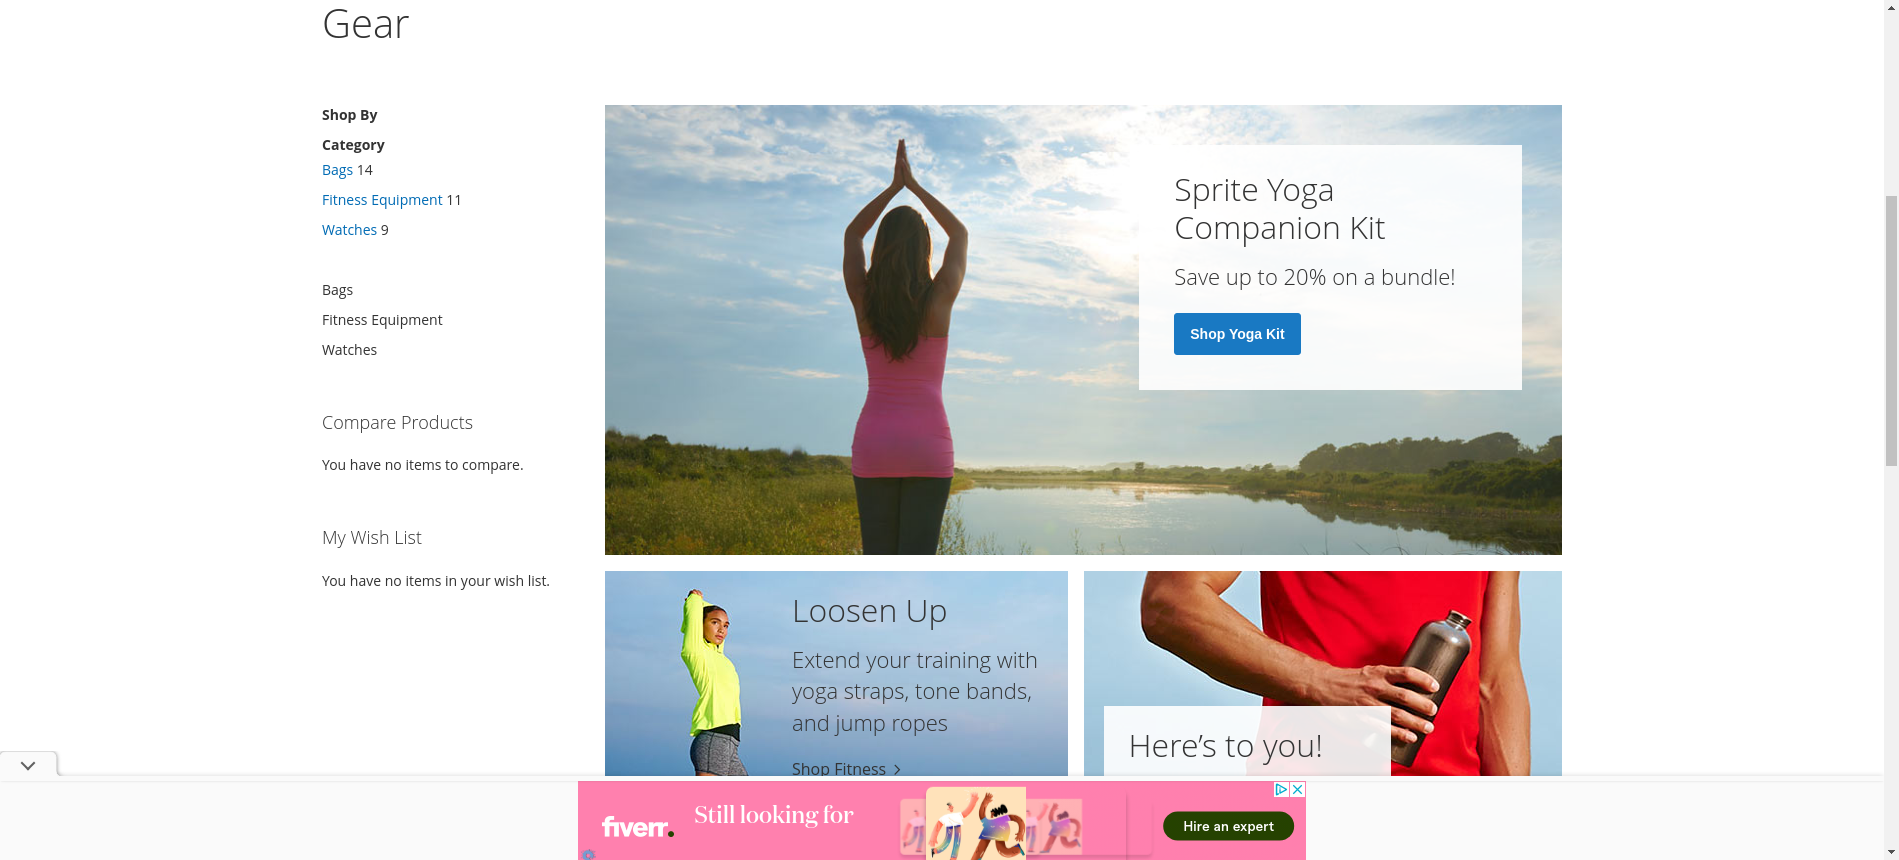 Gear
Shop By
Category
Bags 14
Fitness Equipment 11
Watches 9
Bags
Fitness Equipment
Watches
Compare Products
You have no items to compare.
My Wish List
You have no items in your wish list.
Sprite Yoga
Companion Kit
Save up to 20% on a bundle!
Shop Yoga Kit
Loosen Up
Extend your training with
yoga straps, tone bands,
and jump ropes
Shop Fitness
Here’s to you!
fiverr.
Still looking for
Hire an expert